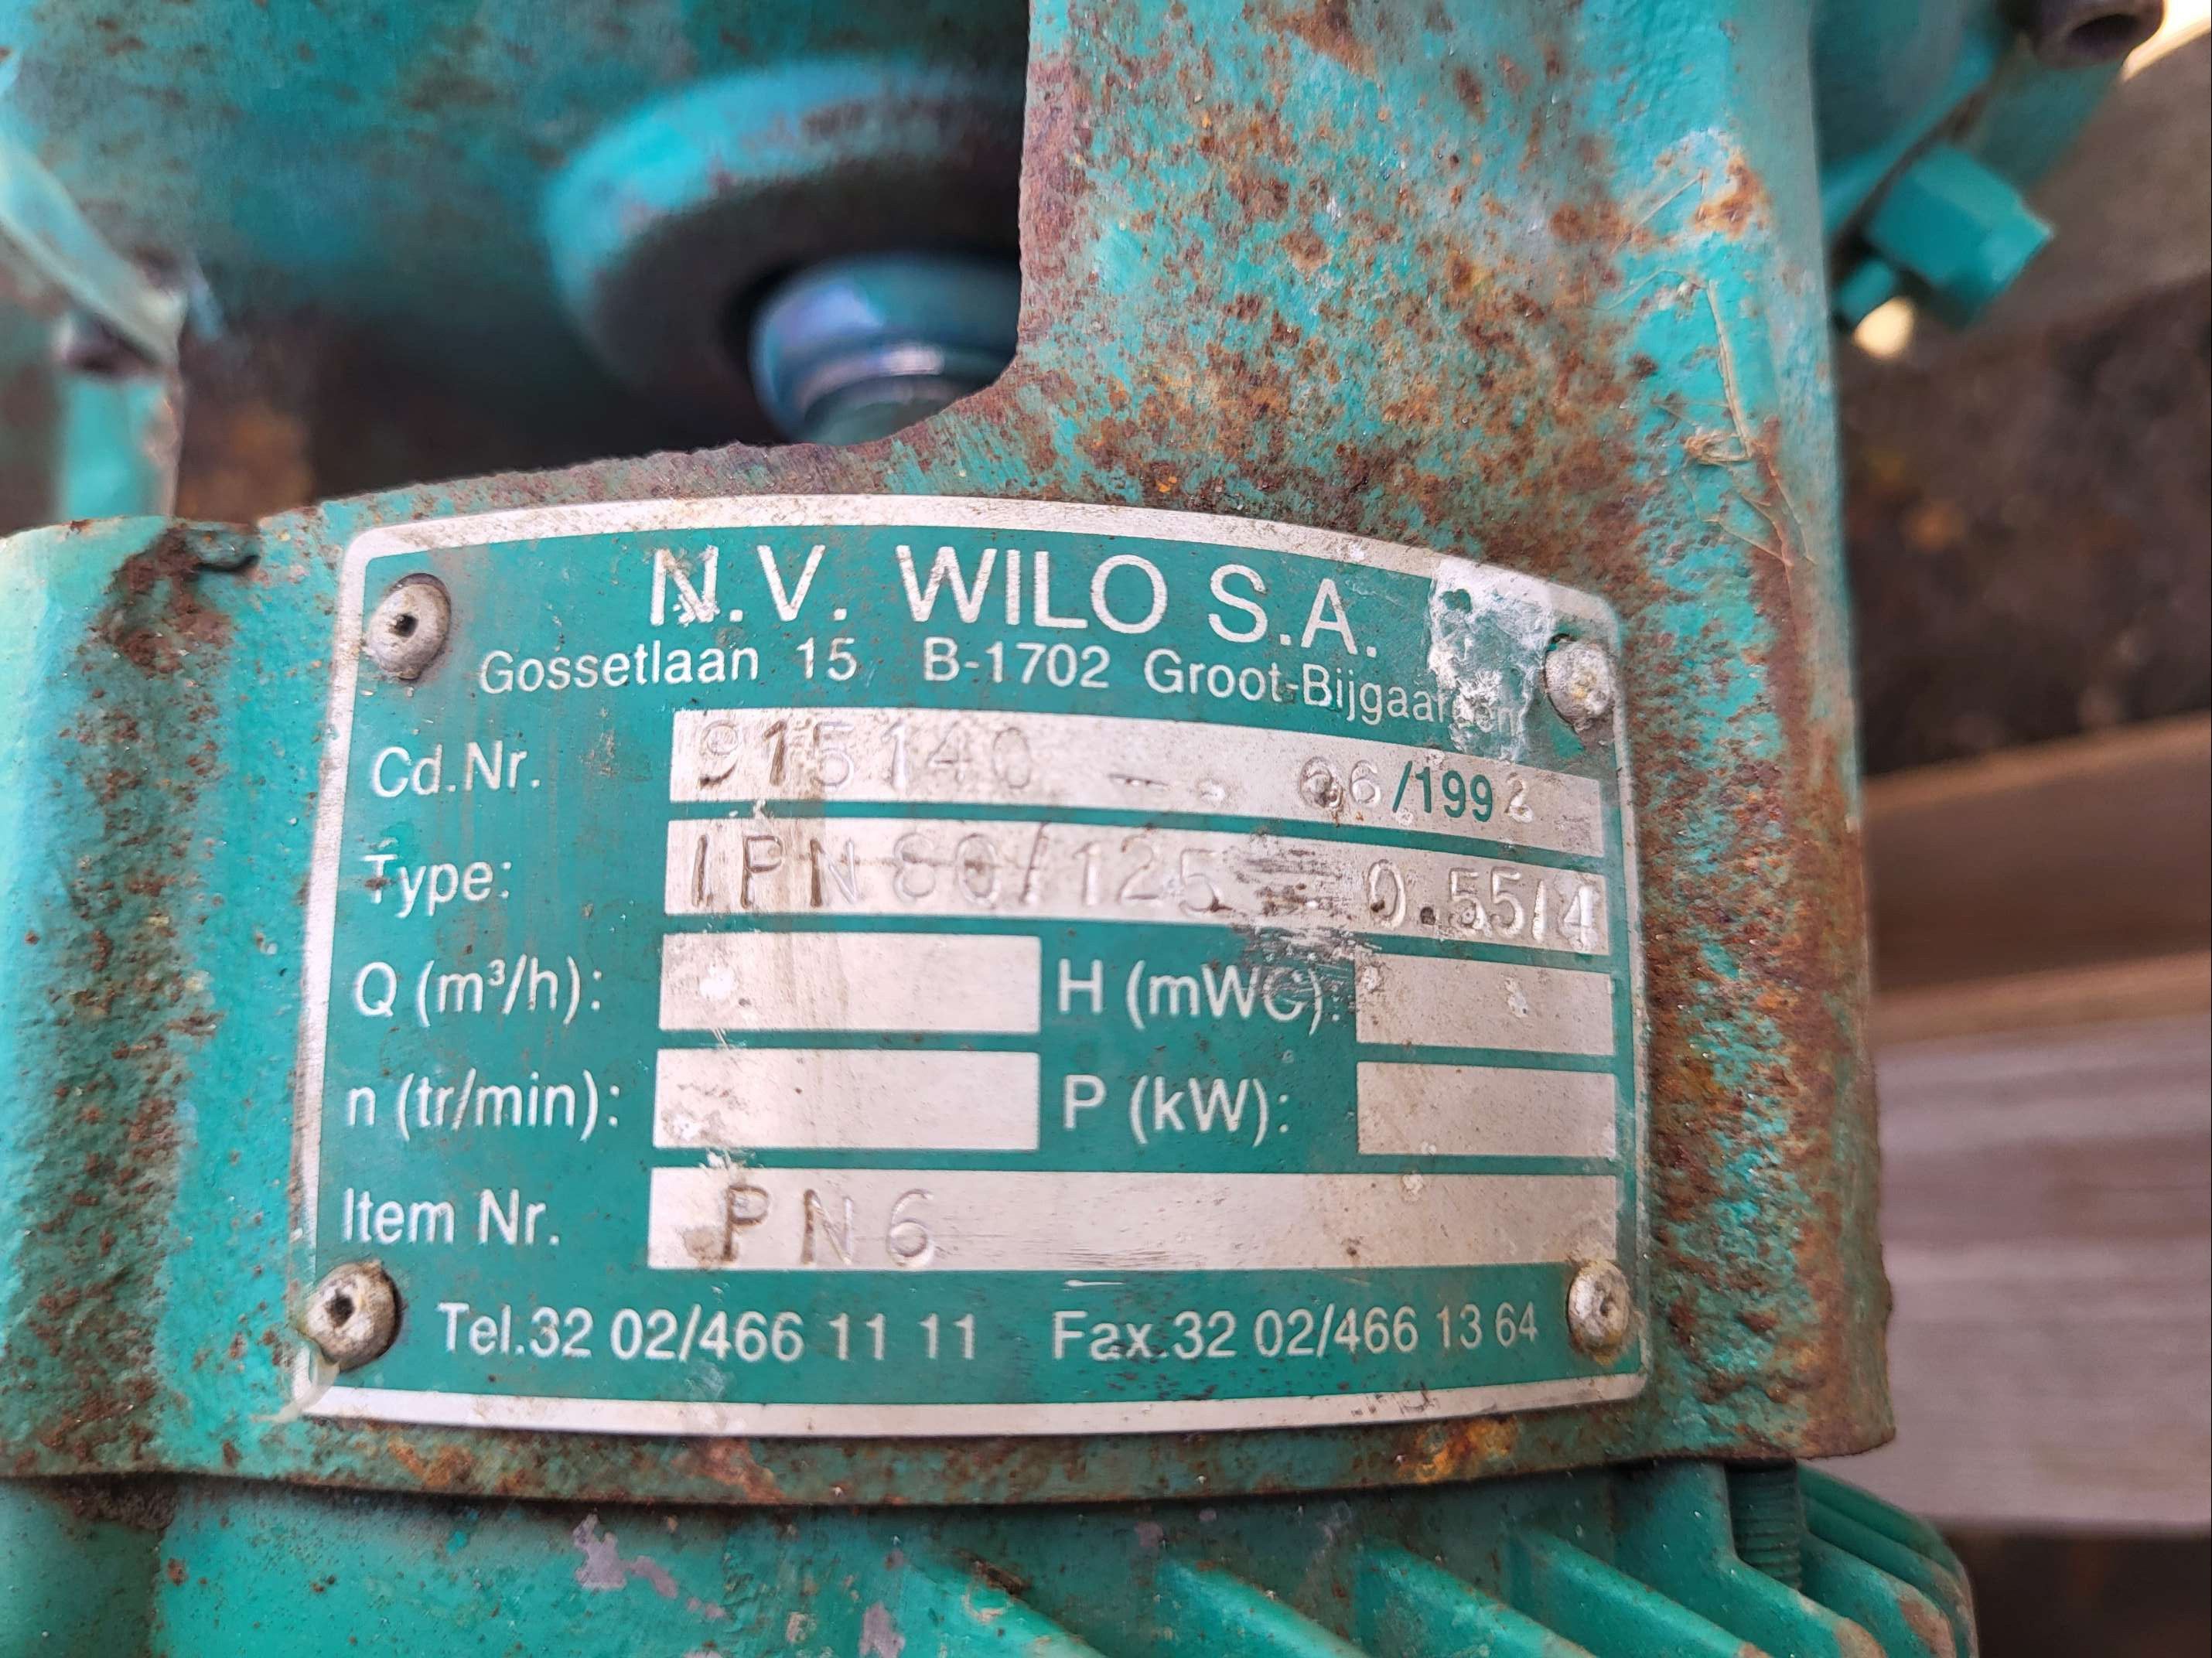 N.V. WILO S.A.
Gossetlaan 15 B-1702 Groot-Bijgaarden
Cd.Nr. 915140 - . 06/1992
Type: IPN 80/125 - 0.55/4
Q (m³/h): H (mWC):
n (tr/min): P (kW):
Item Nr. PN6
Tel.32 02/466 11 11 Fax.32 02/466 13 64